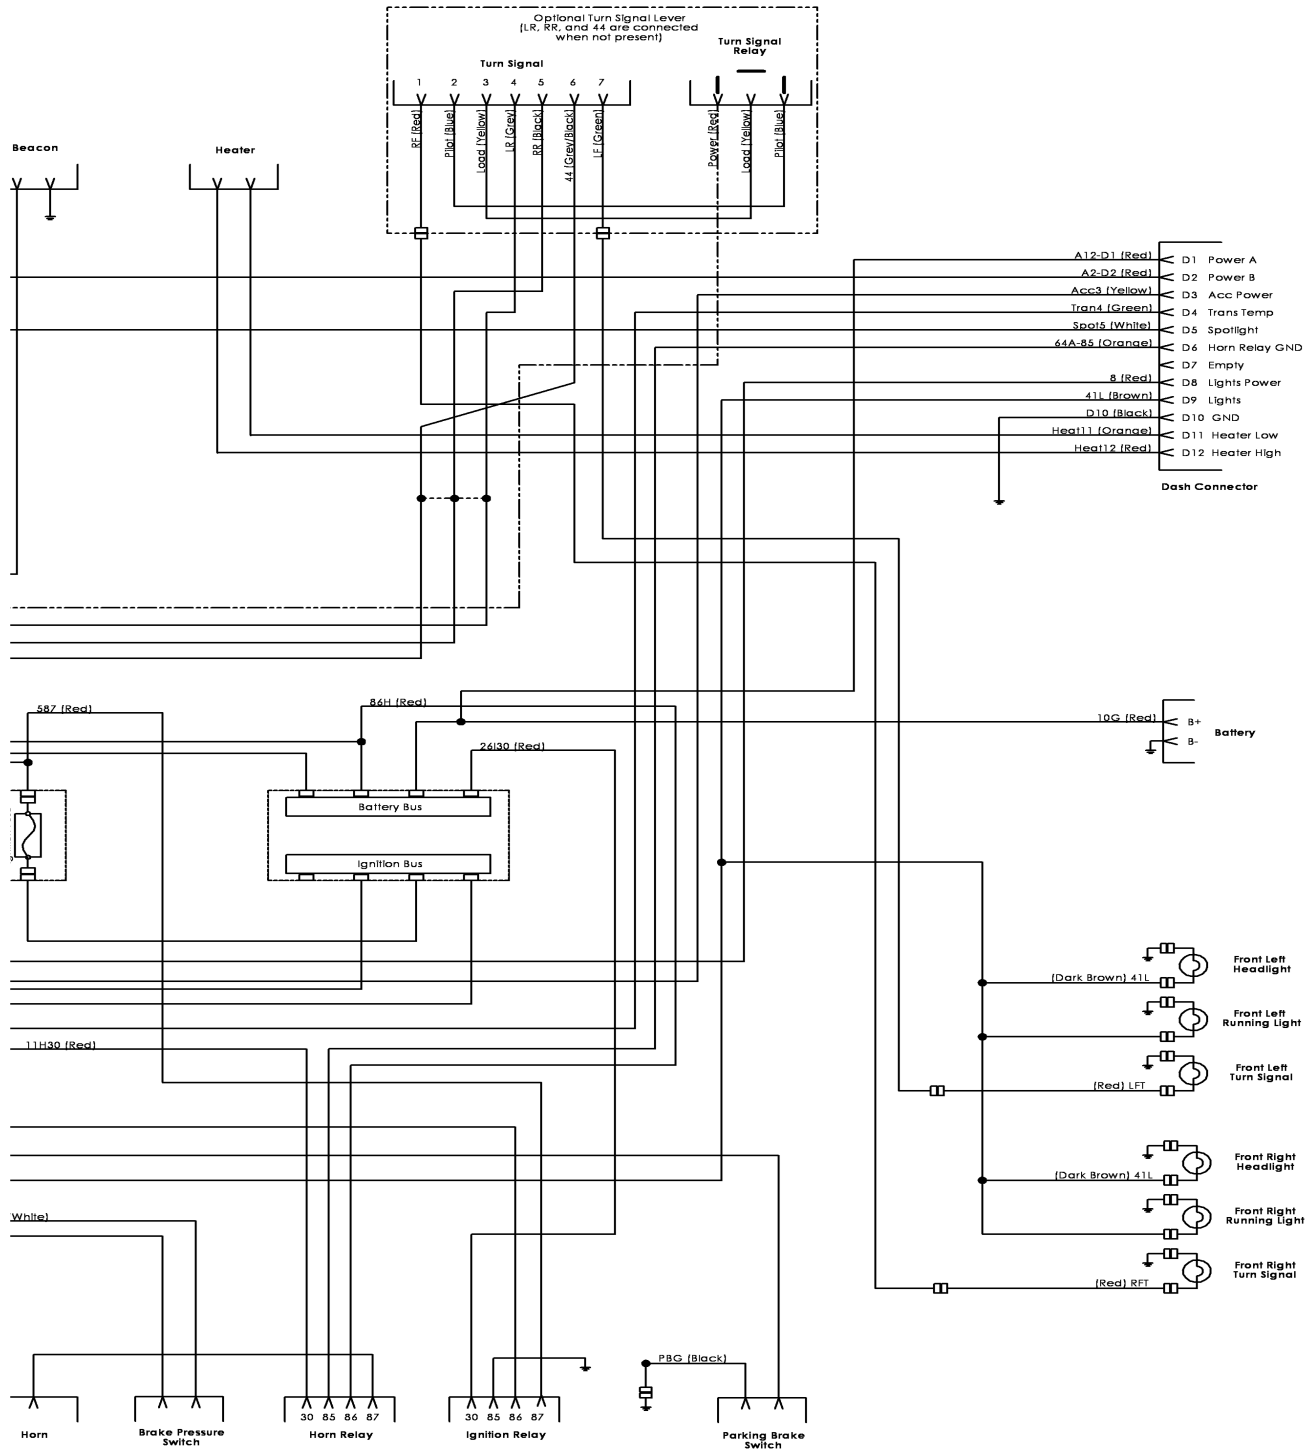 Optional Turn Signal Lever
(LR, RR, and 44 are connected
when not present)
Turn Signal
Relay
Turn Signal
1 2 3 4 5 6 7
RF (Red)
Pilot (Blue)
Load (Yellow)
LR (Grey)
RR (Black)
44 (Grey/Black)
LF (Green)
Power (Red)
Load (Yellow)
Pilot (Blue)
Beacon
Heater
A12-D1 (Red) D1 Power A
A2-D2 (Red) D2 Power B
Acc3 (Yellow) D3 Acc Power
Tran4 (Green) D4 Trans Temp
Spot5 (White) D5 Spotlight
64A-85 (Orange) D6 Horn Relay GND
D7 Empty
8 (Red) D8 Lights Power
41L (Brown) D9 Lights
D10 (Black) D10 GND
Heat11 (Orange) D11 Heater Low
Heat12 (Red) D12 Heater High
Dash Connector
587 (Red)
86H (Red)
10G (Red) B+
B-
Battery
26I30 (Red)
Battery Bus
Ignition Bus
Front Left
Headlight
(Dark Brown) 41L
Front Left
Running Light
Front Left
Turn Signal
(Red) LFT
11H30 (Red)
Front Right
Headlight
(Dark Brown) 41L
Front Right
Running Light
White)
Front Right
Turn Signal
(Red) RFT
PBG (Black)
30 85 86 87
30 85 86 87
Horn
Brake Pressure
Switch
Horn Relay
Ignition Relay
Parking Brake
Switch